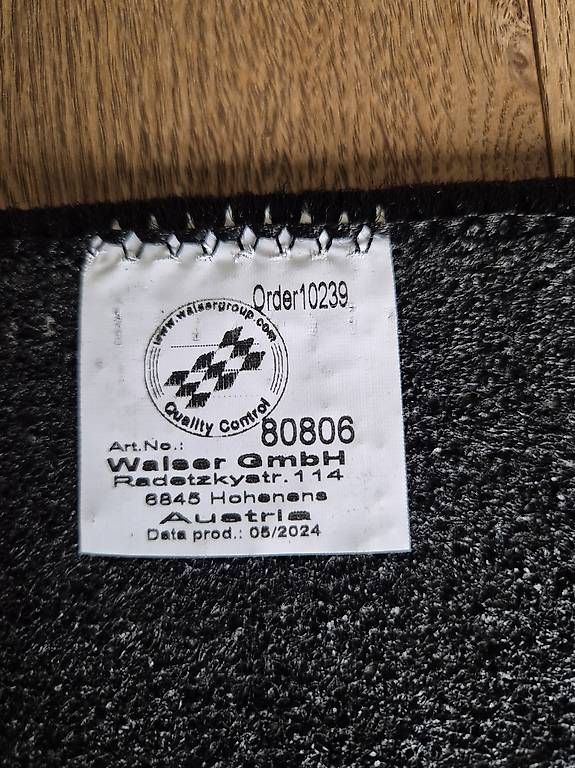 Order10239
www.walsergroup.com
Quality Control
80806
Art.No.:
Walser GmbH
Radetzkystr.114
6845 Hohenens
Austria
Data prod.: 05/2024